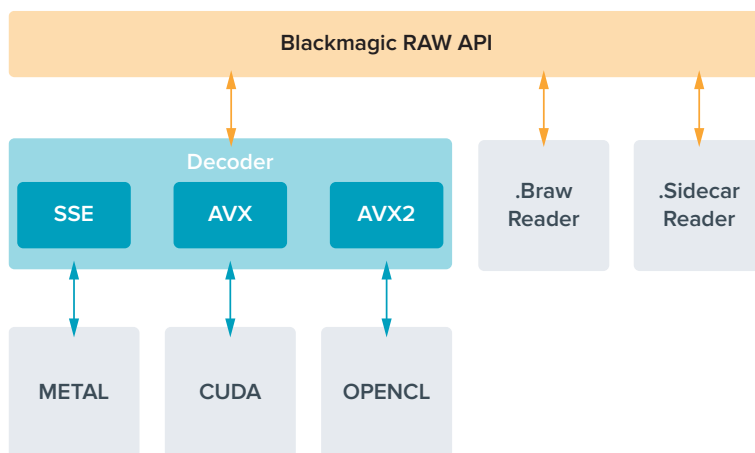 Blackmagic RAW API
Decoder
SSE
AVX
AVX2
.Braw
Reader
.Sidecar
Reader
METAL
CUDA
OPENCL